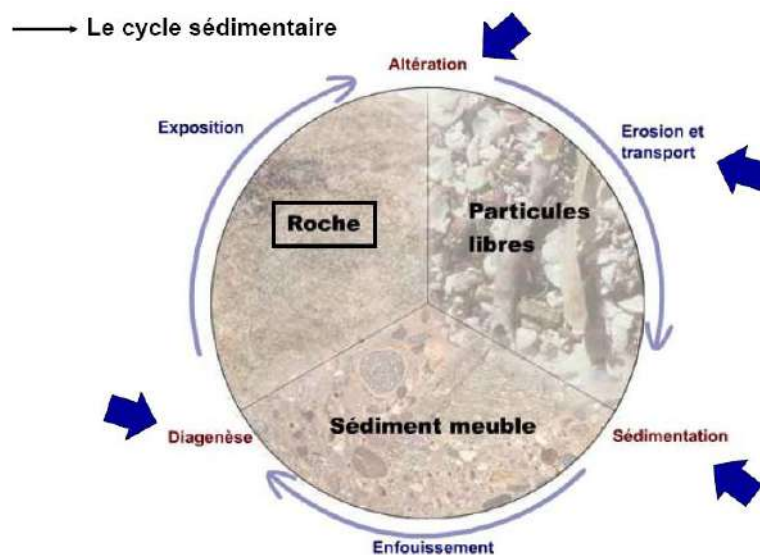 Le cycle sédimentaire
Altération
Exposition
Erosion et
transport
Roche
Particules
libres
Sédiment meuble
Diagenèse
Sédimentation
Enfouissement